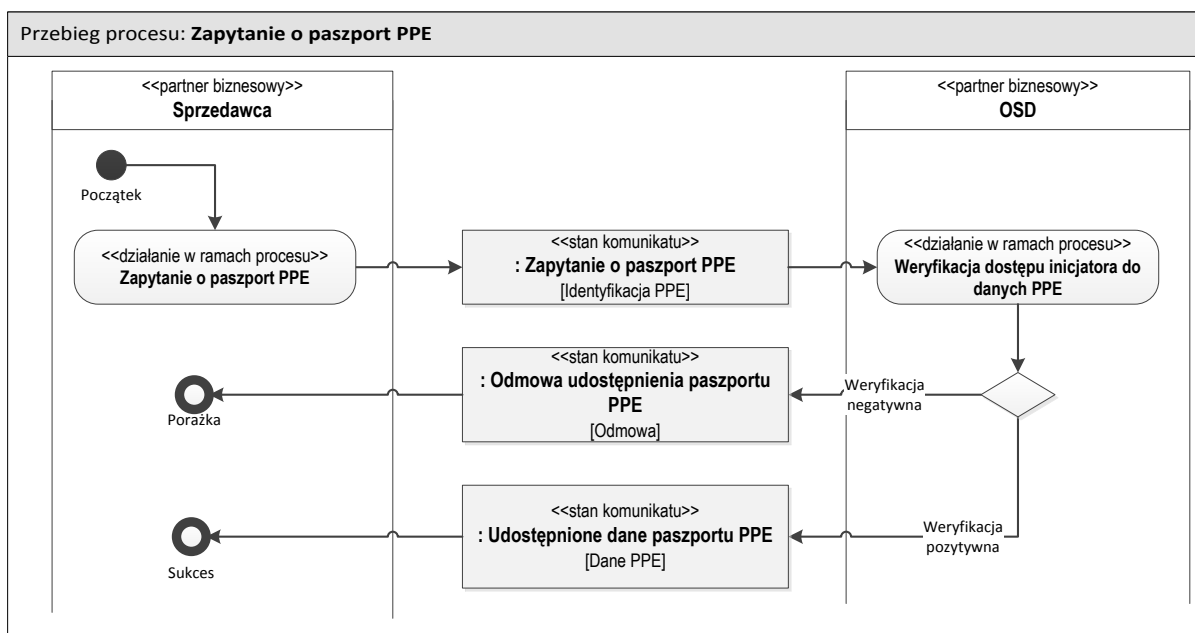 Przebieg procesu: Zapytanie o paszport PPE
<<partner biznesowy>>
Sprzedawca
<<partner biznesowy>>
OSD
Początek
<<działanie w ramach procesu>>
Zapytanie o paszport PPE
<<stan komunikatu>>
: Zapytanie o paszport PPE
[Identyfikacja PPE]
<<działanie w ramach procesu>>
Weryfikacja dostępu inicjatora do
danych PPE
Porażka
<<stan komunikatu>>
: Odmowa udostępnienia paszportu
PPE
[Odmowa]
Weryfikacja
negatywna
Sukces
<<stan komunikatu>>
: Udostępnione dane paszportu PPE
[Dane PPE]
Weryfikacja
pozytywna